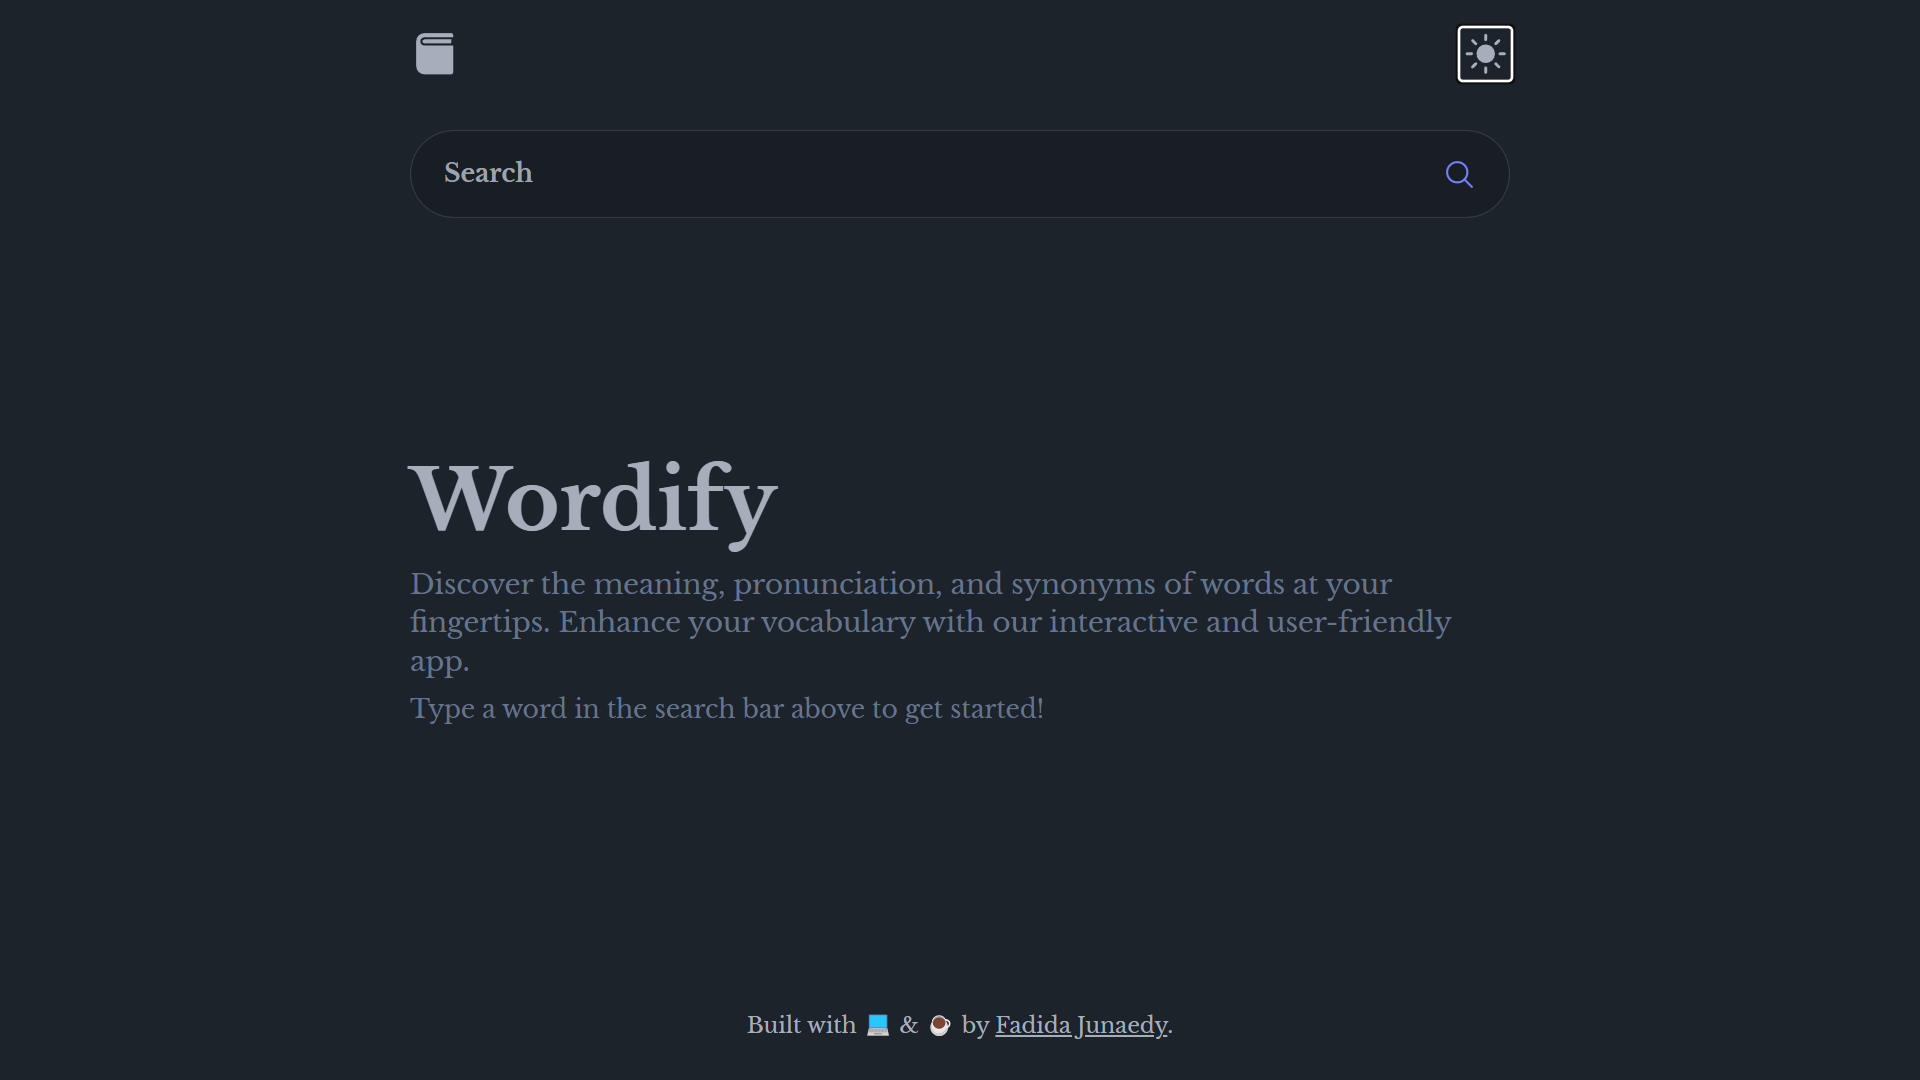 Search
Wordify
Discover the meaning, pronunciation, and synonyms of words at your
fingertips. Enhance your vocabulary with our interactive and user-friendly
app.
Type a word in the search bar above to get started!
Built with 💻 & ☕ by Fadida Junaedy.